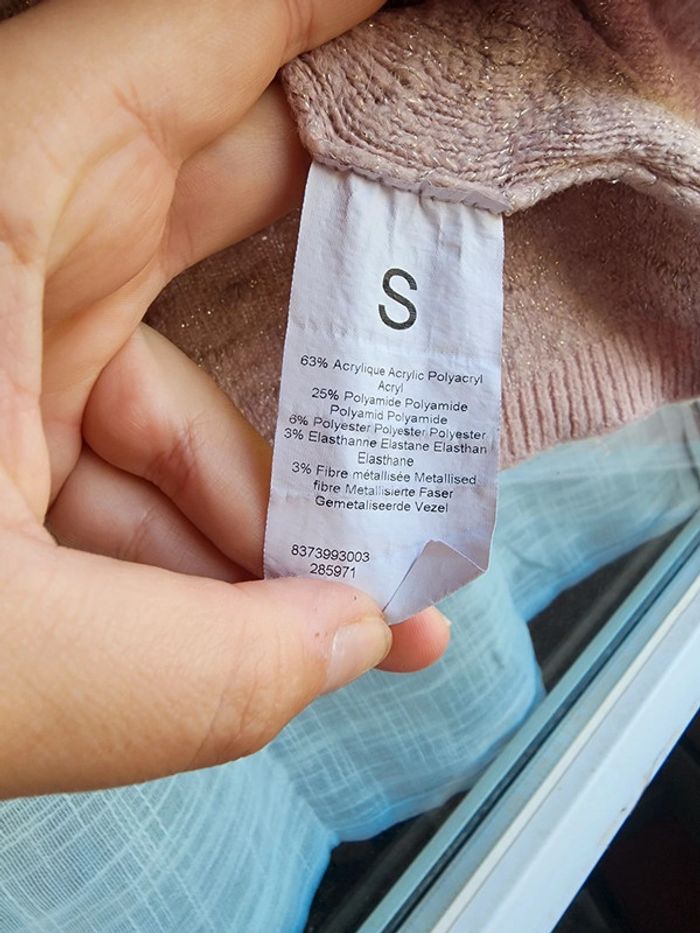 S
63% Acrylique Acrylic Polyacryl
Acryl
25% Polyamide Polyamide
Polyamid Polyamide
6% Polyester Polyester Polyester
3% Elasthanne Elastane Elasthan
Elasthane
3% Fibre métallisée Metallised
fibre Metallisierte Faser
Gemetaliseerde Vezel
8373993003
285971